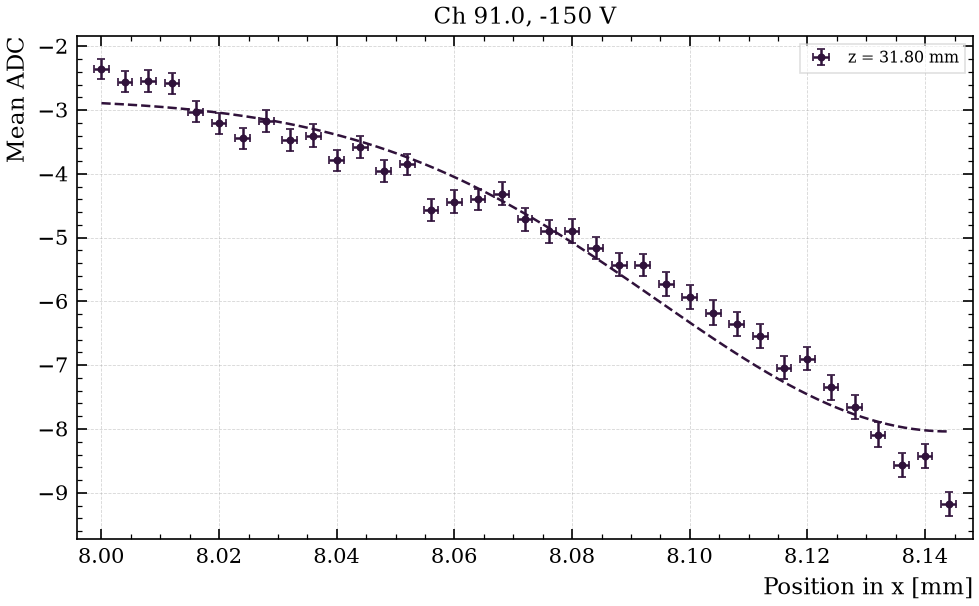 Ch 91.0, -150 V
Mean ADC
z = 31.80 mm
−2
−3
−4
−5
−6
−7
−8
−9
8.00 8.02 8.04 8.06 8.08 8.10 8.12 8.14
Position in x [mm]